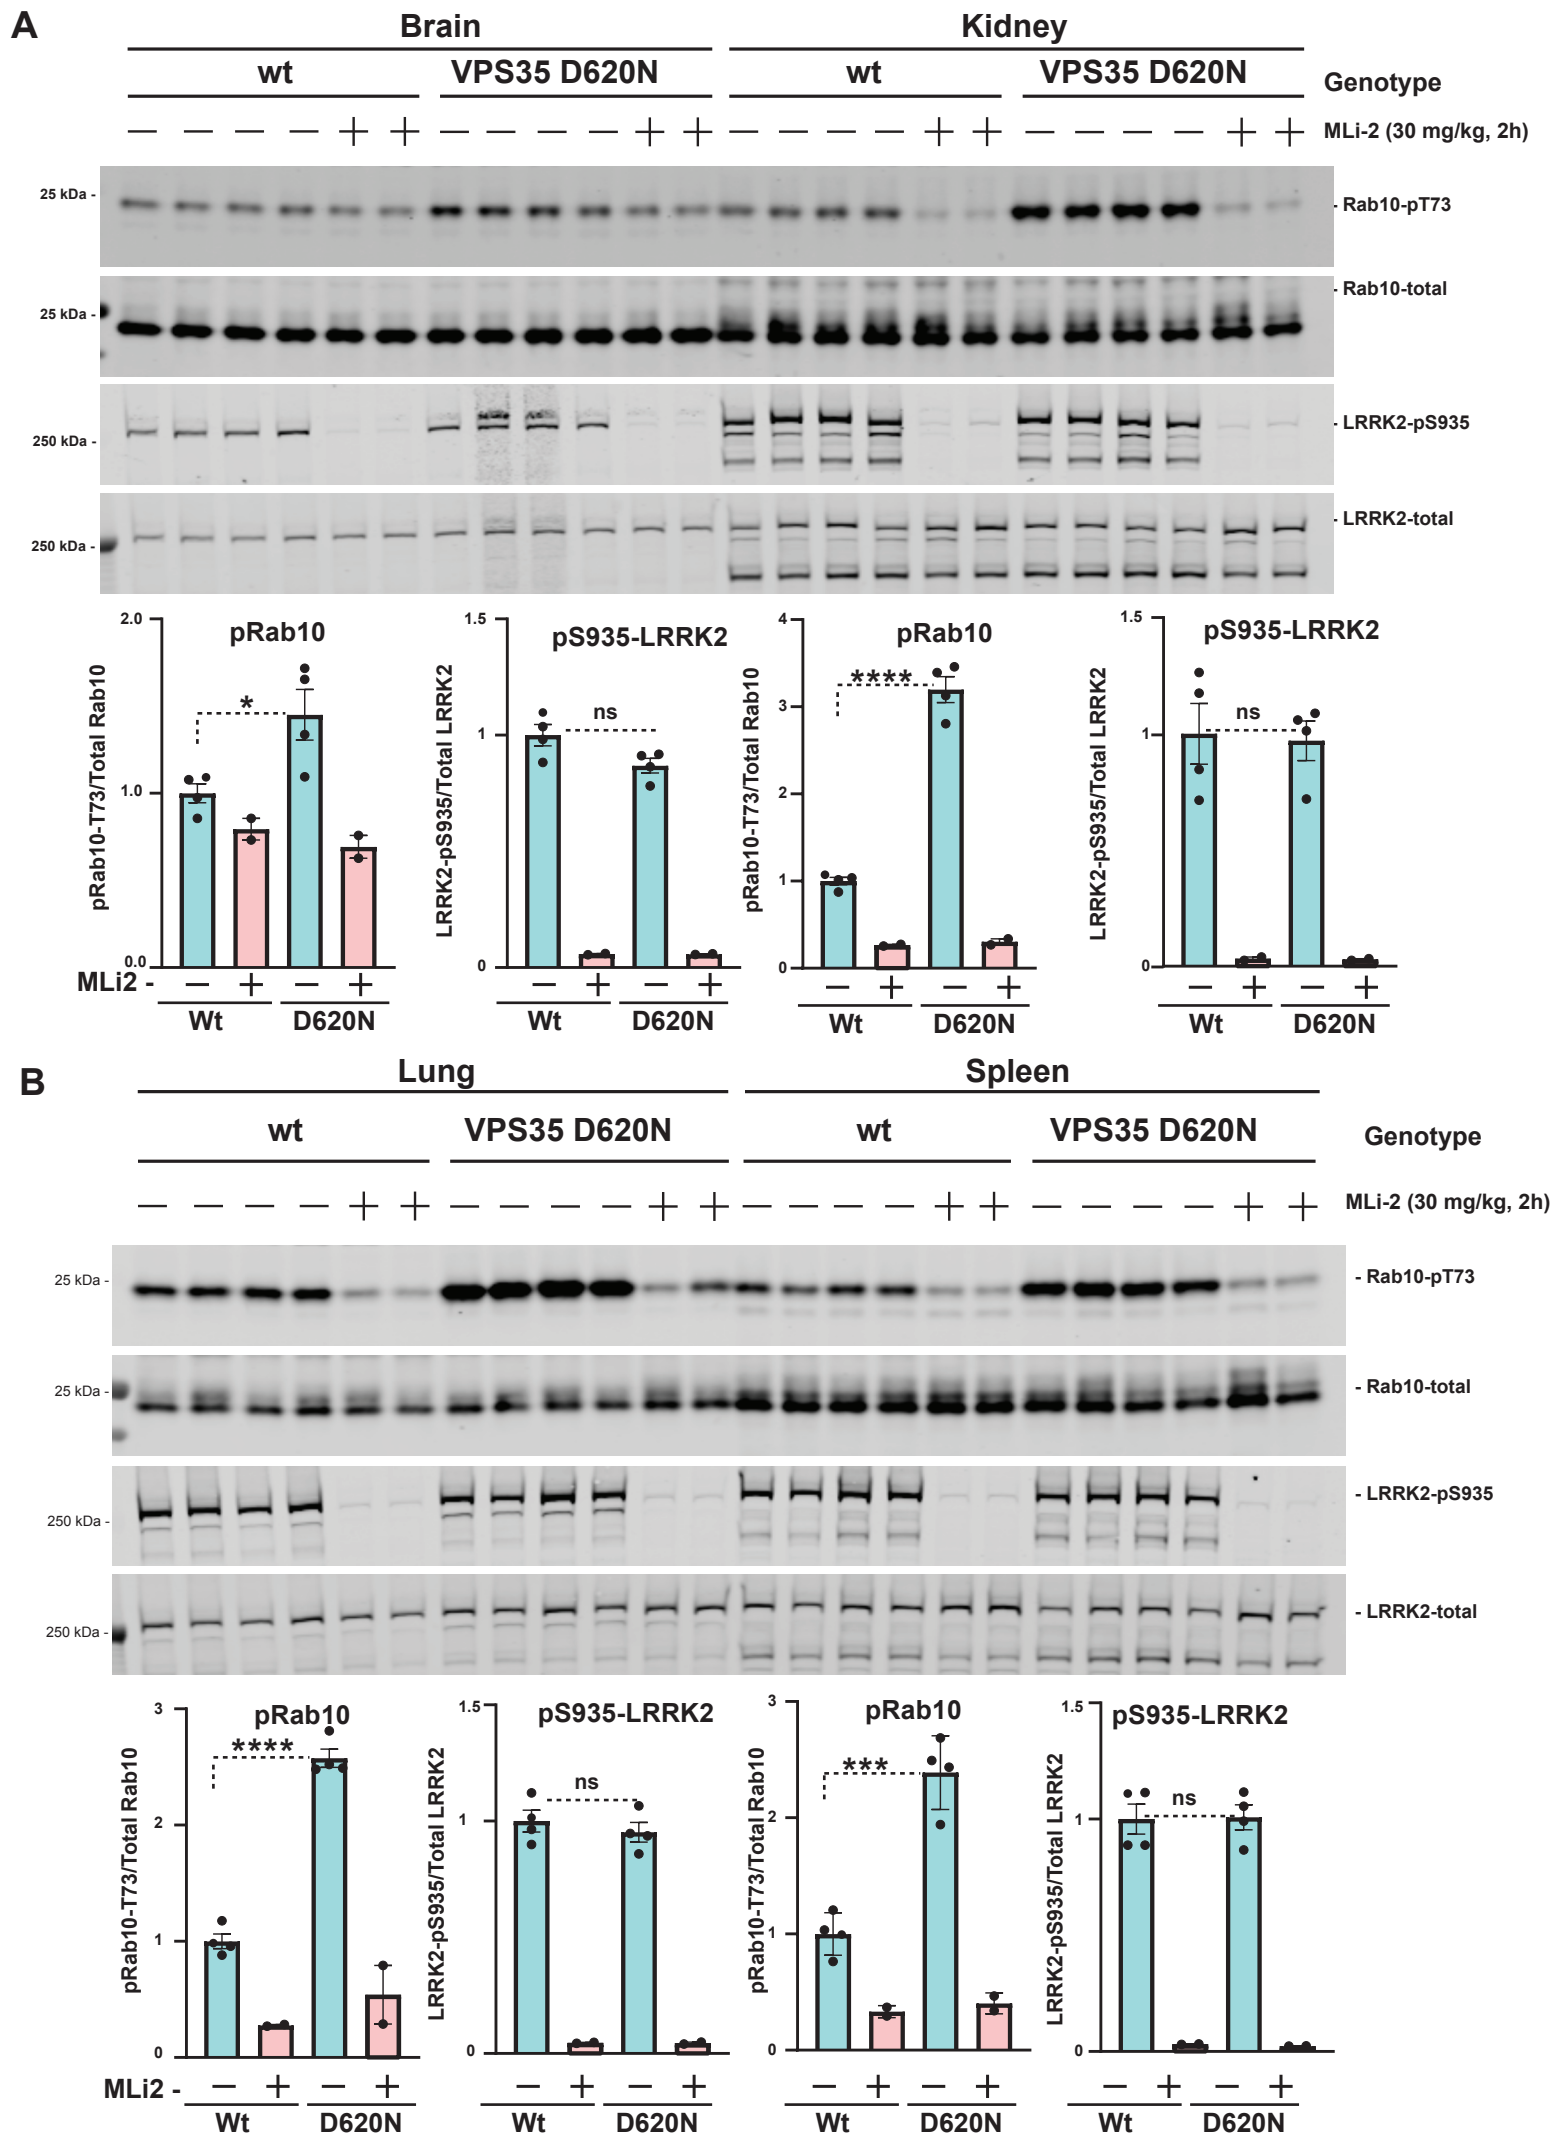 A
Brain Kidney
wt VPS35 D620N wt VPS35 D620N Genotype
— — — — + + — — — — + + — — — — + + — — — — + + MLi-2 (30 mg/kg, 2h)
25 kDa - - Rab10-pT73
- Rab10-total
25 kDa -
250 kDa - - LRRK2-pS935
- LRRK2-total
250 kDa -
pRab10
pRab10-T73/Total Rab10
2.0
1.0
0.0
*
MLi2 - — + — +
Wt D620N
pS935-LRRK2
LRRK2-pS935/Total LRRK2
1.5
1
0
ns
— + — +
Wt D620N
pRab10
pRab10-T73/Total Rab10
4
3
2
1
0
****
— + — +
Wt D620N
pS935-LRRK2
LRRK2-pS935/Total LRRK2
1.5
1
0
ns
— + — +
Wt D620N
B
Lung Spleen
wt VPS35 D620N wt VPS35 D620N Genotype
— — — — + + — — — — + + — — — — + + — — — — + + MLi-2 (30 mg/kg, 2h)
25 kDa - - Rab10-pT73
25 kDa - - Rab10-total
250 kDa - - LRRK2-pS935
250 kDa - - LRRK2-total
pRab10
pRab10-T73/Total Rab10
3
2
1
0
****
MLi2 - — + — +
Wt D620N
pS935-LRRK2
LRRK2-pS935/Total LRRK2
1.5
1
0
ns
— + — +
Wt D620N
pRab10
pRab10-T73/Total Rab10
3
2
1
0
***
— + — +
Wt D620N
pS935-LRRK2
LRRK2-pS935/Total LRRK2
1.5
1
0
ns
— + — +
Wt D620N